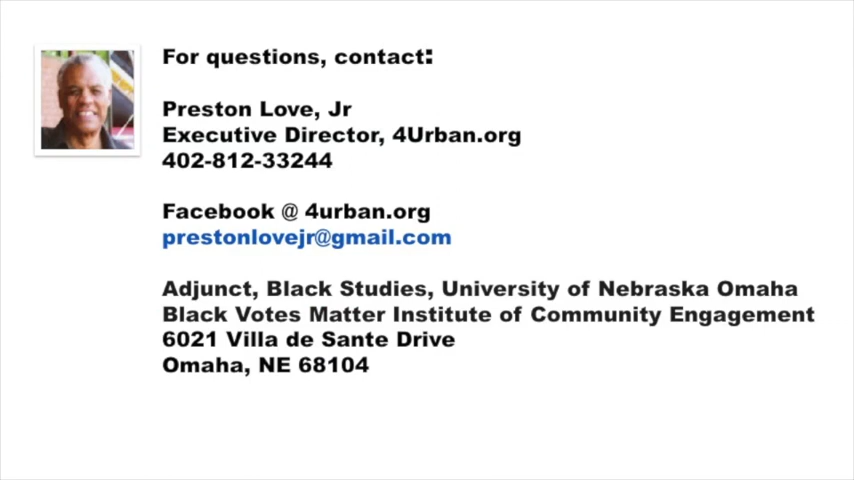 For questions, contact:
Preston Love, Jr
Executive Director, 4Urban.org
402-812-33244
Facebook @ 4urban.org
prestonlovejr@gmail.com
Adjunct, Black Studies, University of Nebraska Omaha
Black Votes Matter Institute of Community Engagement
6021 Villa de Sante Drive
Omaha, NE 68104